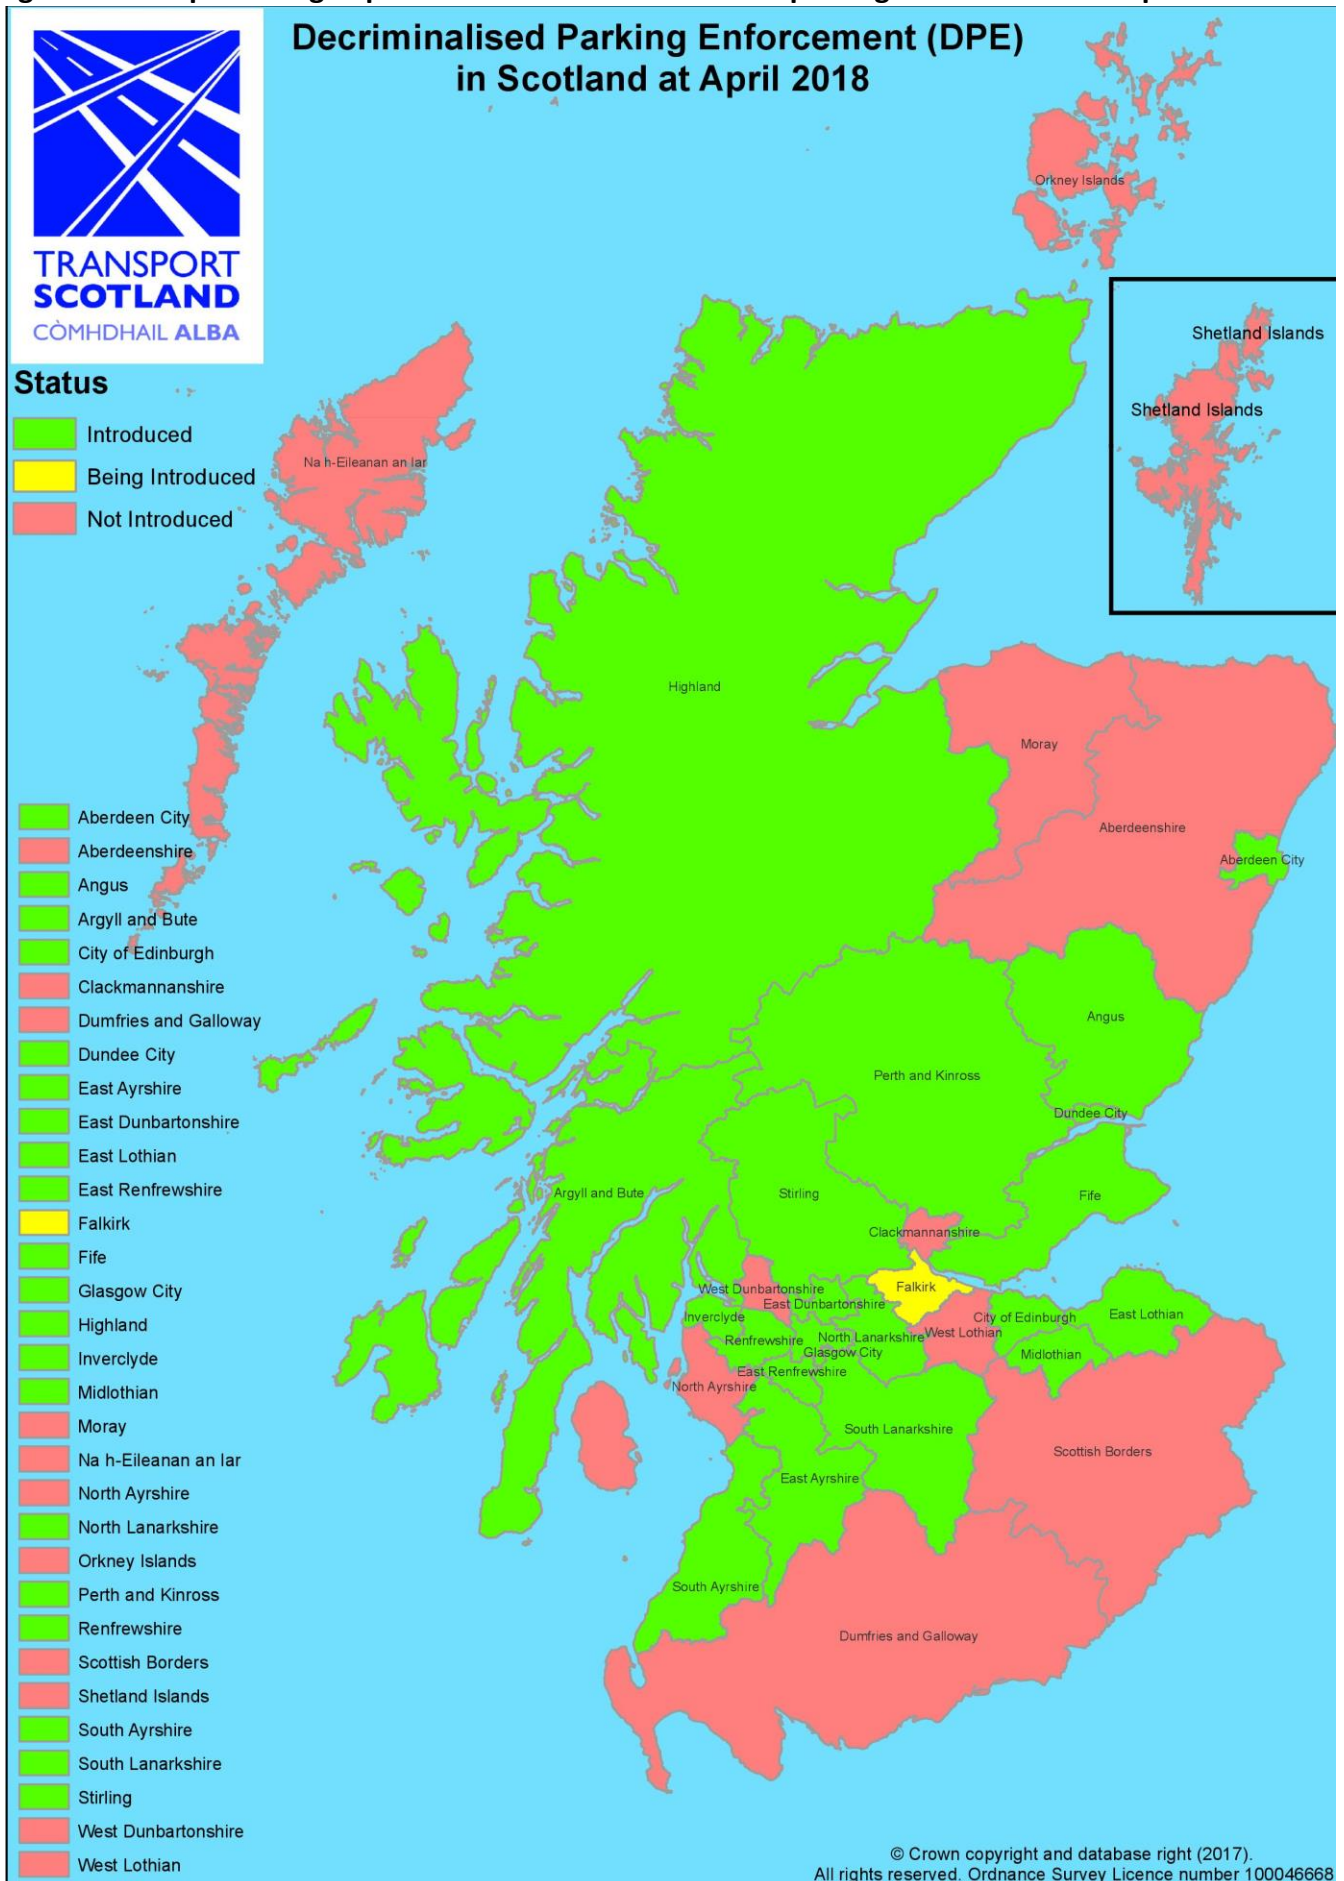 Decriminalised Parking Enforcement (DPE)
in Scotland at April 2018
TRANSPORT
SCOTLAND
CÒMHDHAIL ALBA
Status
Introduced
Being Introduced
Not Introduced
Orkney Islands
Shetland Islands
Shetland Islands
Na h-Eileanan an Iar
Highland
Moray
Aberdeenshire
Aberdeen City
Angus
Perth and Kinross
Dundee City
Argyll and Bute
Stirling
Fife
Clackmannanshire
Falkirk
West Dunbartonshire
East Dunbartonshire
Inverclyde
Renfrewshire
North Lanarkshire
Glasgow City
West Lothian
City of Edinburgh
East Lothian
Midlothian
East Renfrewshire
North Ayrshire
South Lanarkshire
Scottish Borders
East Ayrshire
South Ayrshire
Dumfries and Galloway
Aberdeen City
Aberdeenshire
Angus
Argyll and Bute
City of Edinburgh
Clackmannanshire
Dumfries and Galloway
Dundee City
East Ayrshire
East Dunbartonshire
East Lothian
East Renfrewshire
Falkirk
Fife
Glasgow City
Highland
Inverclyde
Midlothian
Moray
Na h-Eileanan an Iar
North Ayrshire
North Lanarkshire
Orkney Islands
Perth and Kinross
Renfrewshire
Scottish Borders
Shetland Islands
South Ayrshire
South Lanarkshire
Stirling
West Dunbartonshire
West Lothian
© Crown copyright and database right (2017).
All rights reserved. Ordnance Survey Licence number 100046668